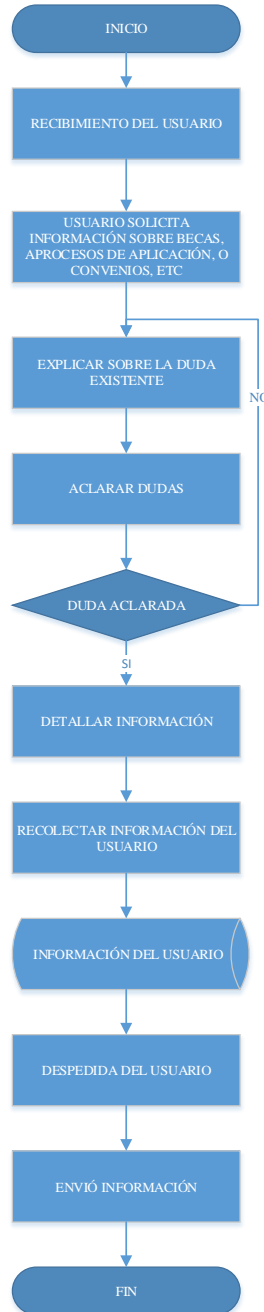 INICIO
RECIBIMIENTO DEL USUARIO
USUARIO SOLICITA
INFORMACIÓN SOBRE BECAS,
APROCESOS DE APLICACIÓN, O
CONVENIOS, ETC
EXPLICAR SOBRE LA DUDA
EXISTENTE
NO
ACLARAR DUDAS
DUDA ACLARADA
SI
DETALLAR INFORMACIÓN
RECOLECTAR INFORMACIÓN DEL
USUARIO
INFORMACIÓN DEL USUARIO
DESPEDIDA DEL USUARIO
ENVIÓ INFORMACIÓN
FIN